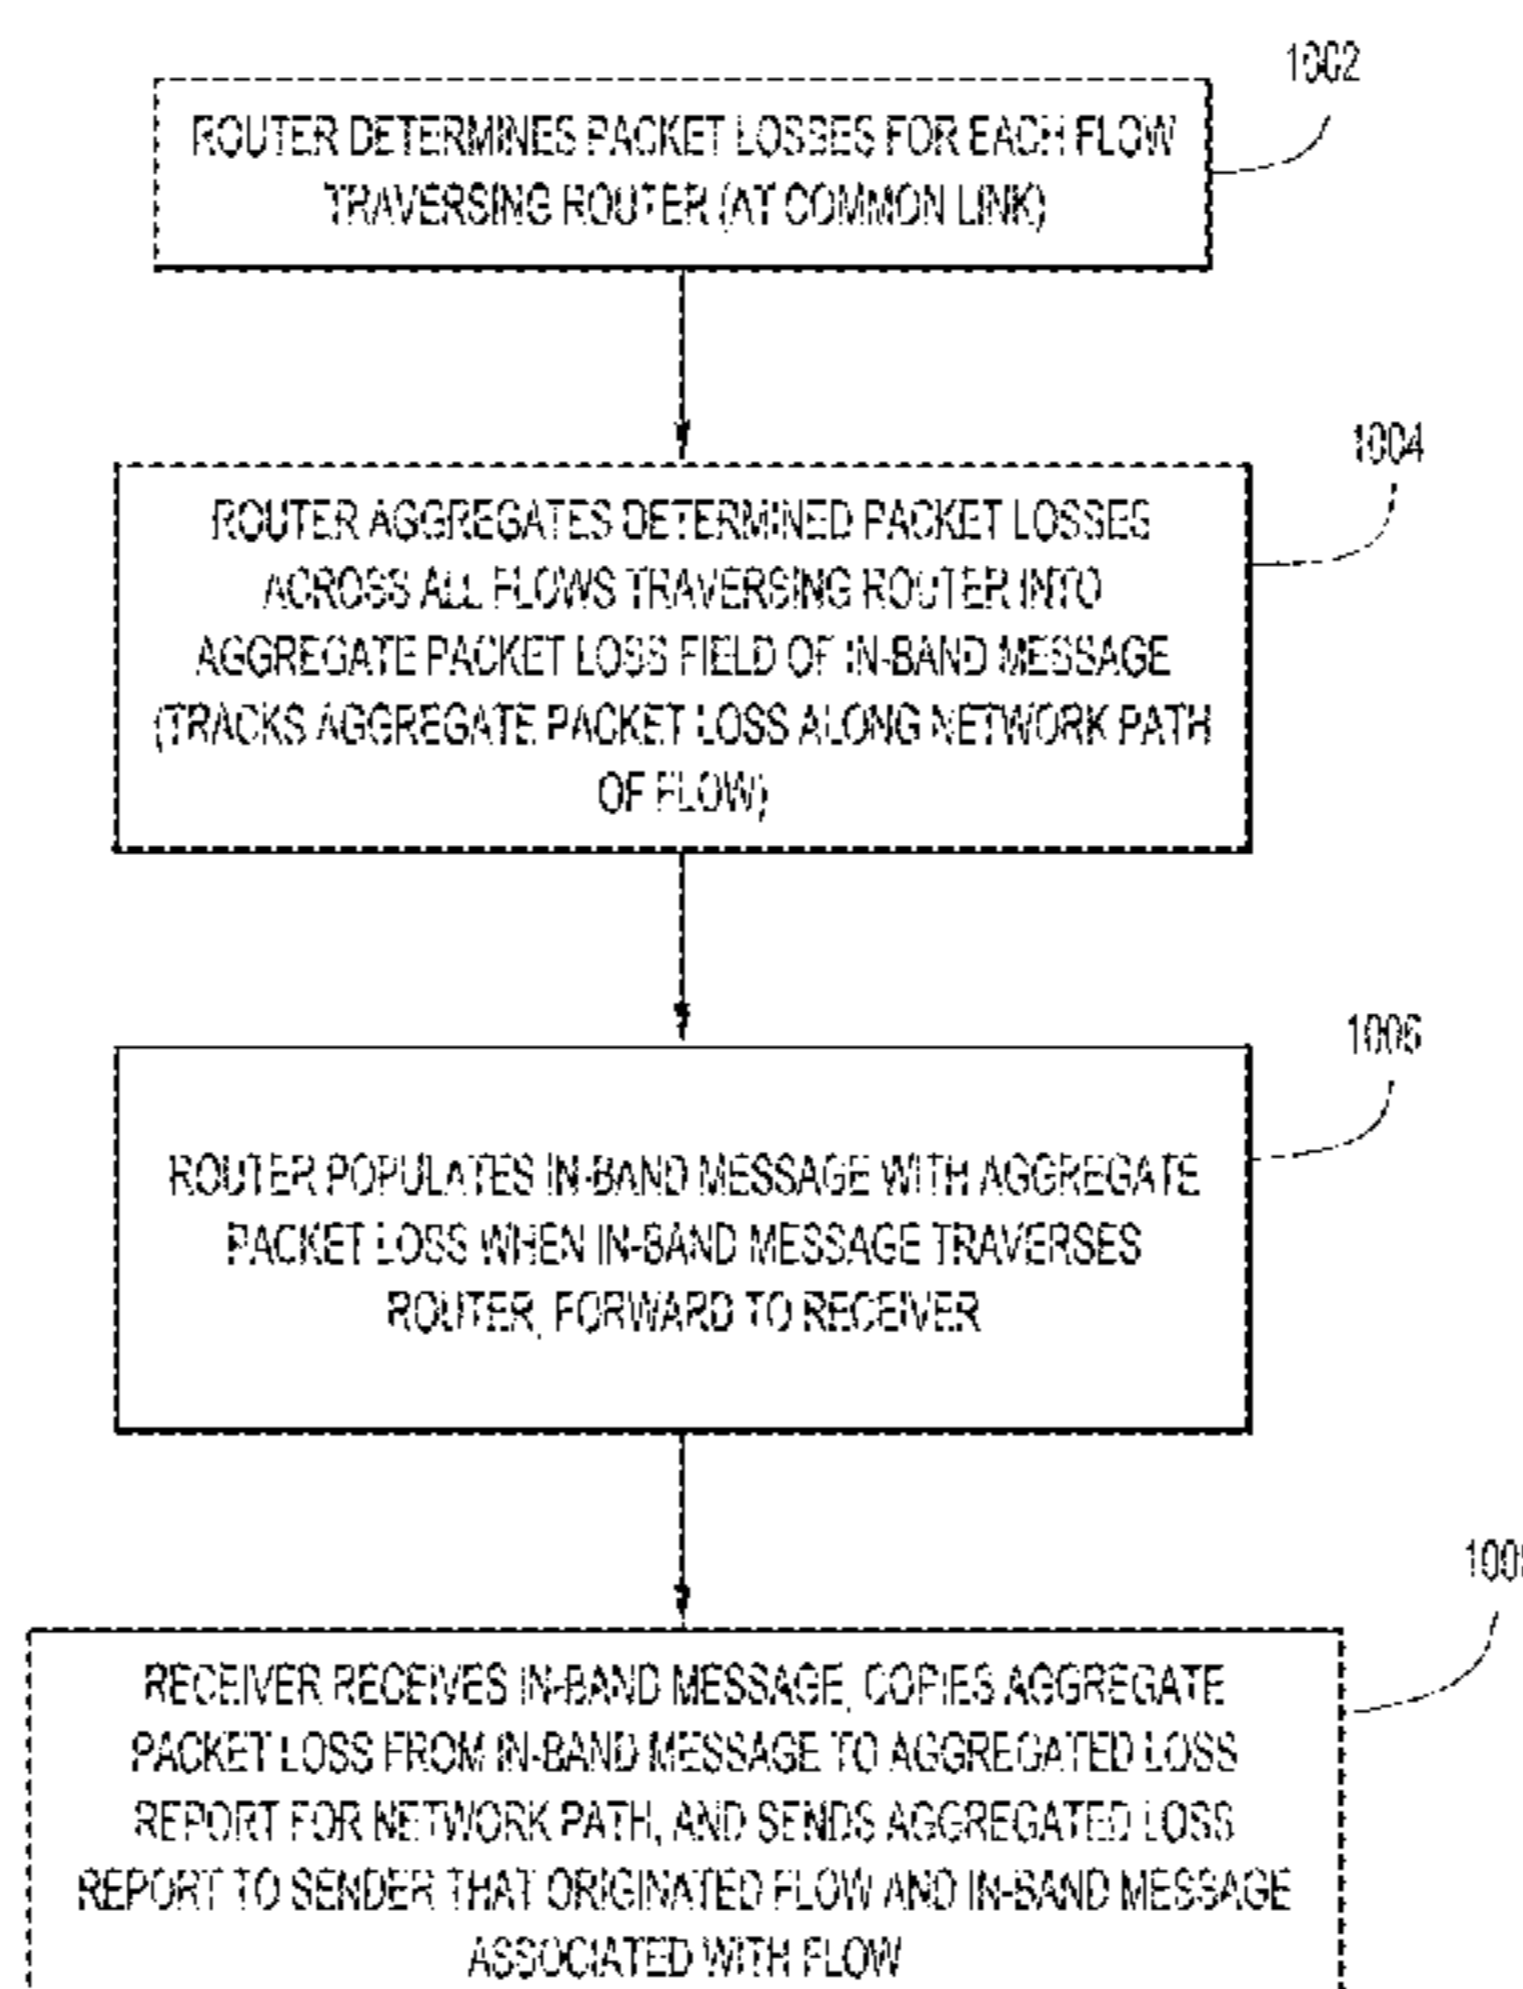 1002
ROUTER DETERMINES PACKET LOSSES FOR EACH FLOW
TRAVERSING ROUTER (AT COMMON LINK)
1004
ROUTER AGGREGATES DETERMINED PACKET LOSSES
ACROSS ALL FLOWS TRAVERSING ROUTER INTO
AGGREGATE PACKET LOSS FIELD OF IN-BAND MESSAGE
(TRACKS AGGREGATE PACKET LOSS ALONG NETWORK PATH
OF FLOW)
1006
ROUTER POPULATES IN-BAND MESSAGE WITH AGGREGATE
PACKET LOSS WHEN IN-BAND MESSAGE TRAVERSES
ROUTER, FORWARD TO RECEIVER
RECEIVER RECEIVES IN-BAND MESSAGE, COPIES AGGREGATE
PACKET LOSS FROM IN-BAND MESSAGE TO AGGREGATED LOSS
REPORT FOR NETWORK PATH, AND SENDS AGGREGATED LOSS
REPORT TO SENDER THAT ORIGINATED FLOW AND IN-BAND MESSAGE
ASSOCIATED WITH FLOW